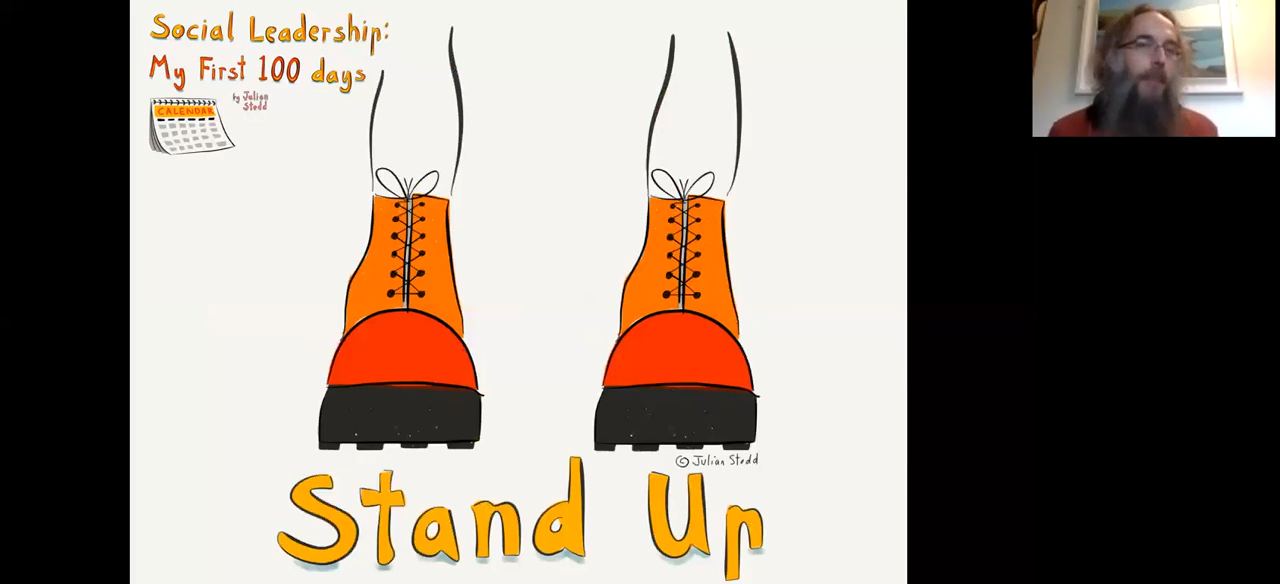 Social Leadership:
My First 100 days
by Julian
Stodd
CALENDAR
© Julian Stodd
Stand Up